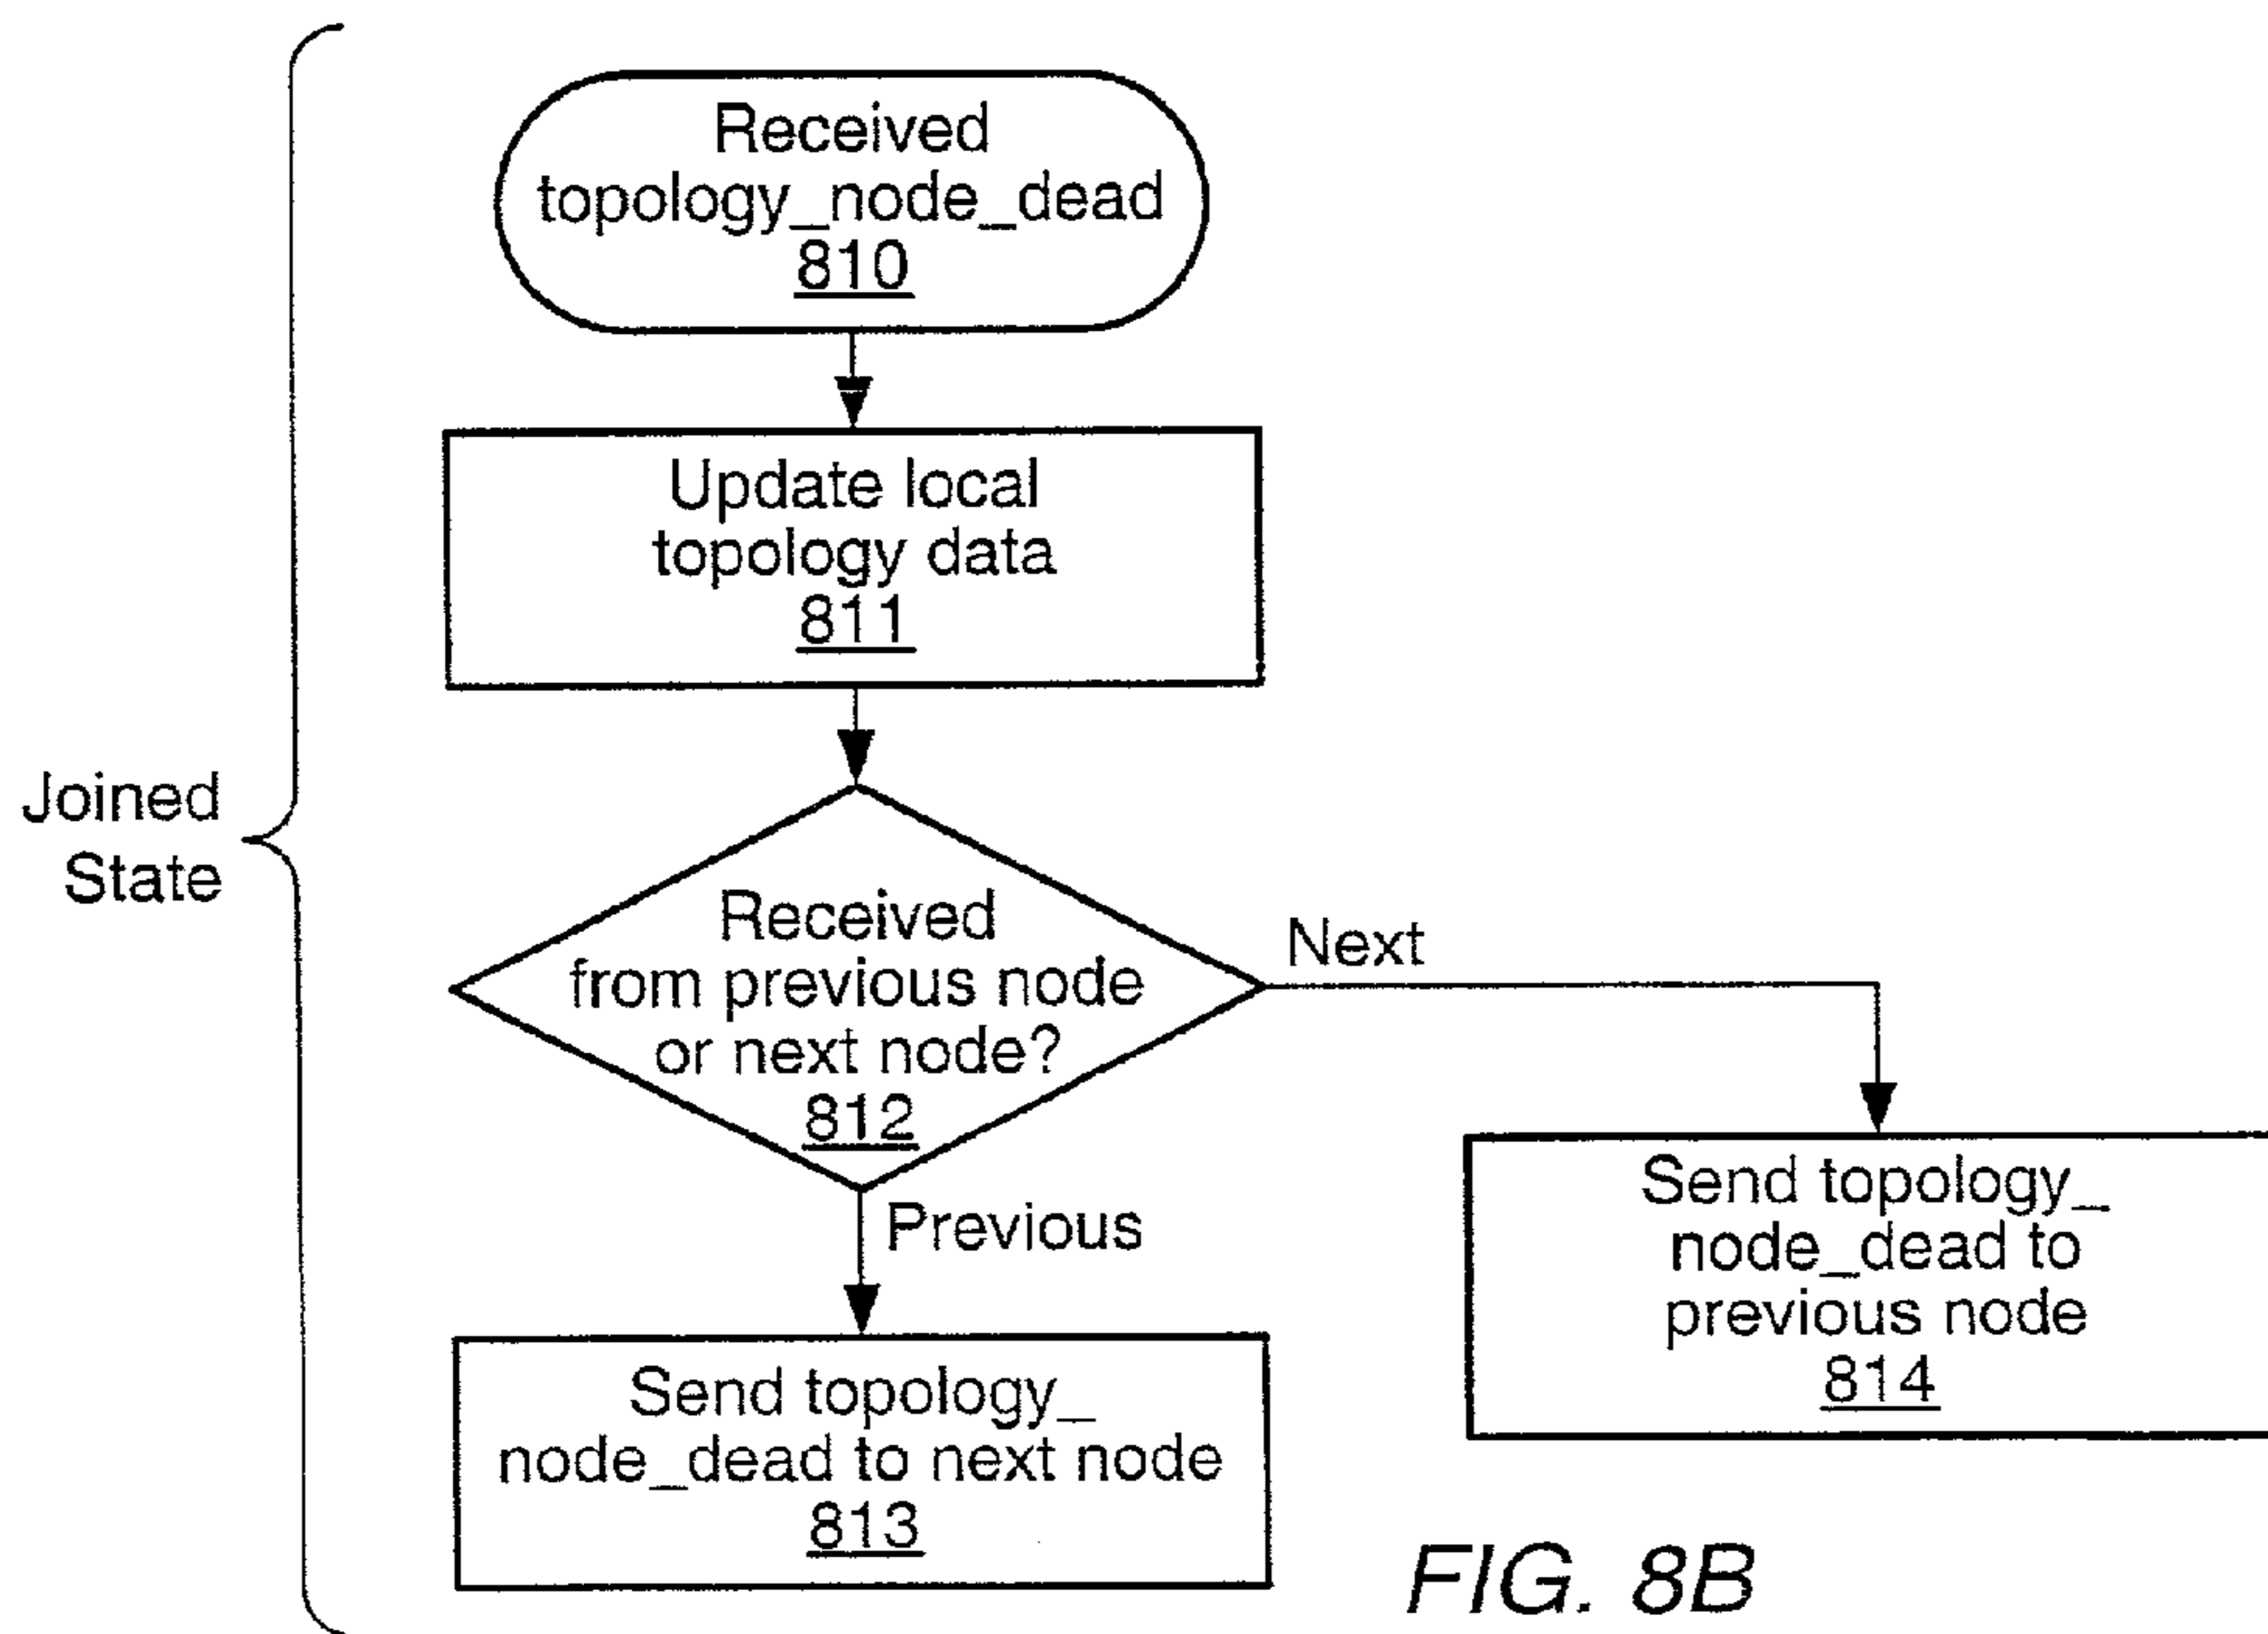 Received
topology_node_dead
810
Update local
topology data
811
Joined
State
Received
from previous node
or next node?
812
Next
Previous
Send topology_
node_dead to
previous node
814
Send topology_
node_dead to next node
813
FIG. 8B